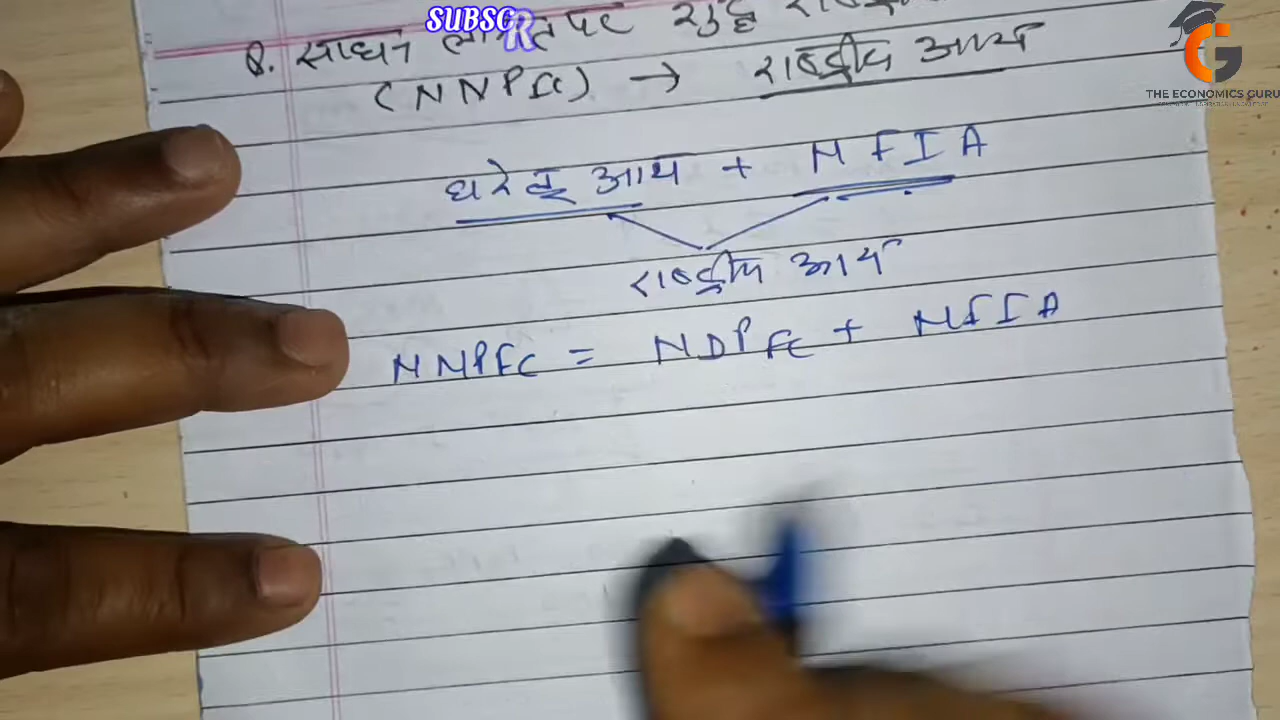 SUBSCR
8. साधन लागत पर शुद्ध
(NNPFC) → राष्ट्रीय आय
THE ECONOMICS GURU
घरेलू आय + NFIA
राष्ट्रीय आय
NNPFC = NDPFC + NFIA